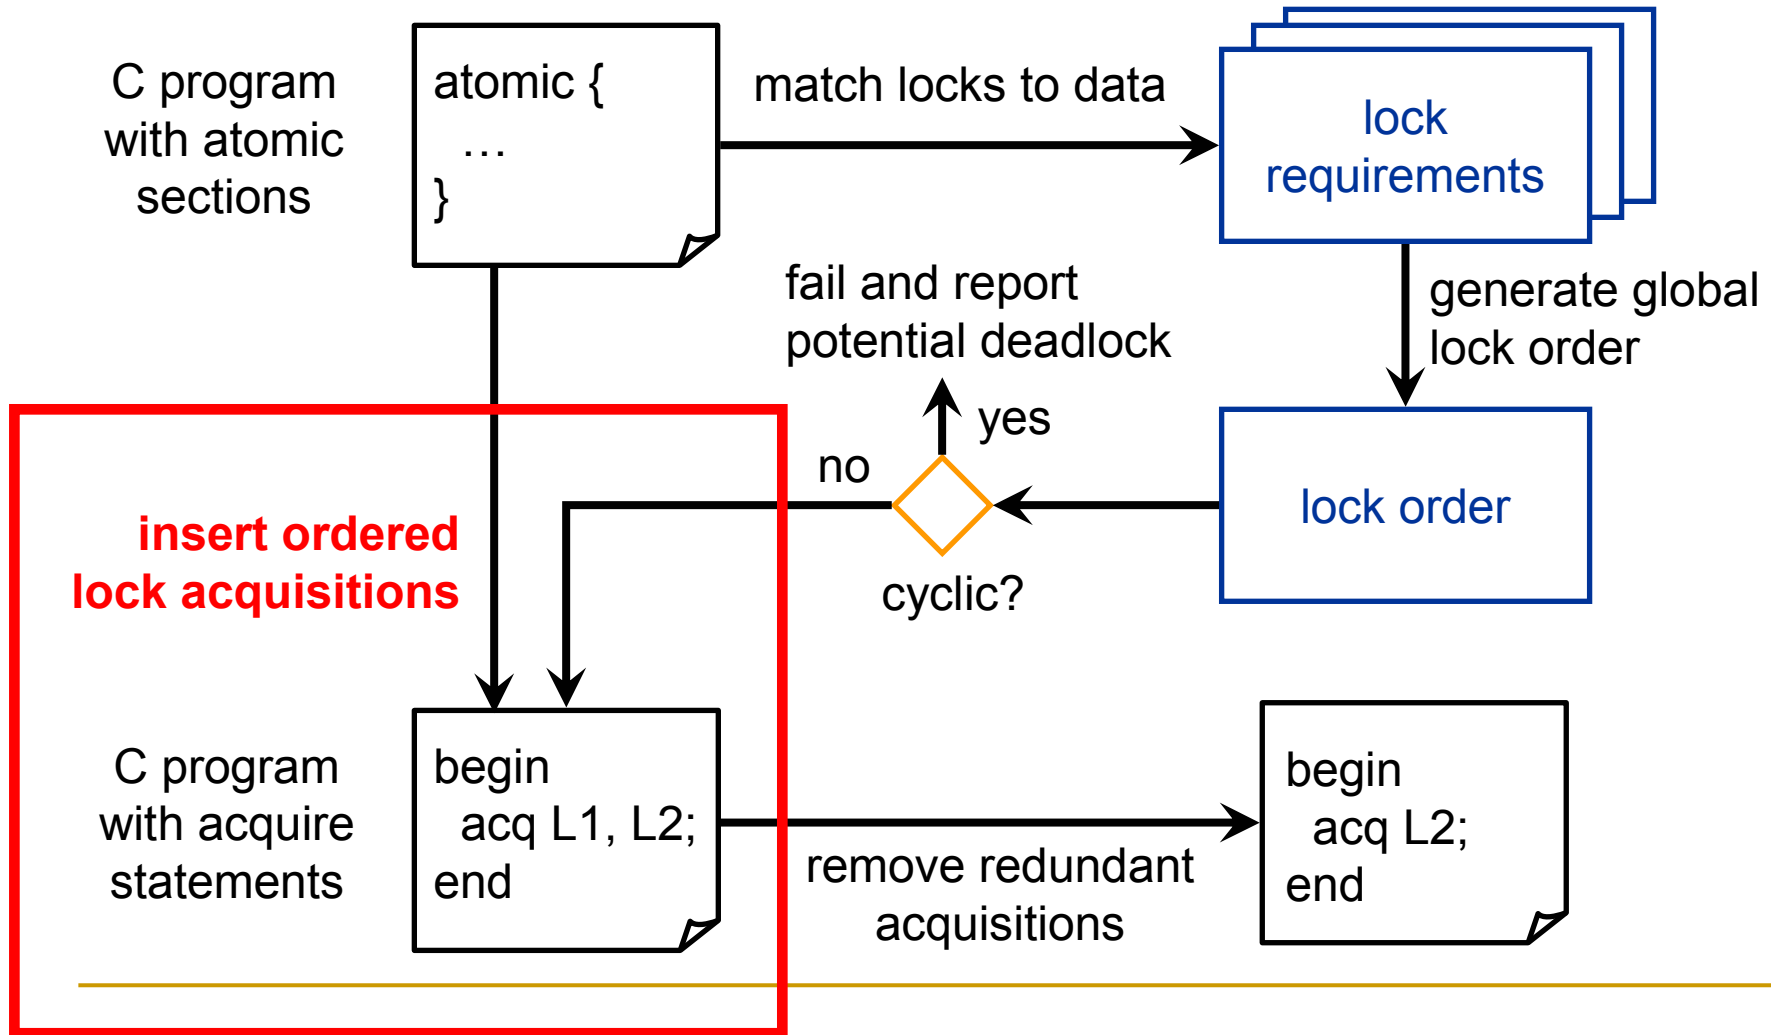 C program
with atomic
sections
atomic {
…
}
match locks to data
lock
requirements
generate global
lock order
fail and report
potential deadlock
yes
no
cyclic?
lock order
insert ordered
lock acquisitions
C program
with acquire
statements
begin
acq L1, L2;
end
remove redundant
acquisitions
begin
acq L2;
end